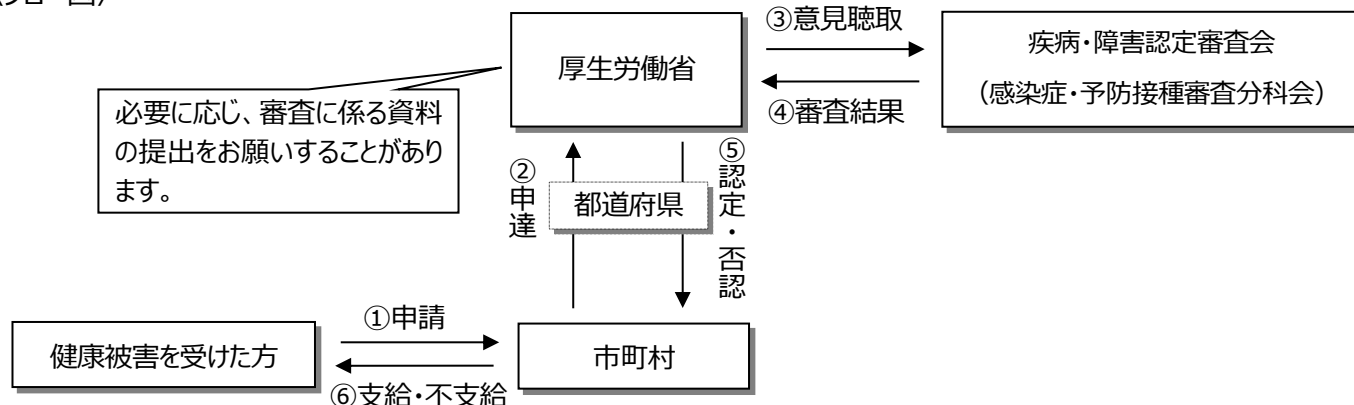 ③意見聴取
厚生労働省
疾病・障害認定審査会
(感染症・予防接種審査分科会)
④審査結果
必要に応じ、審査に係る資料
の提出をお願いすることがあり
ます。
②申達
都道府県
⑤認定・否認
①申請
健康被害を受けた方
市町村
⑥支給・不支給